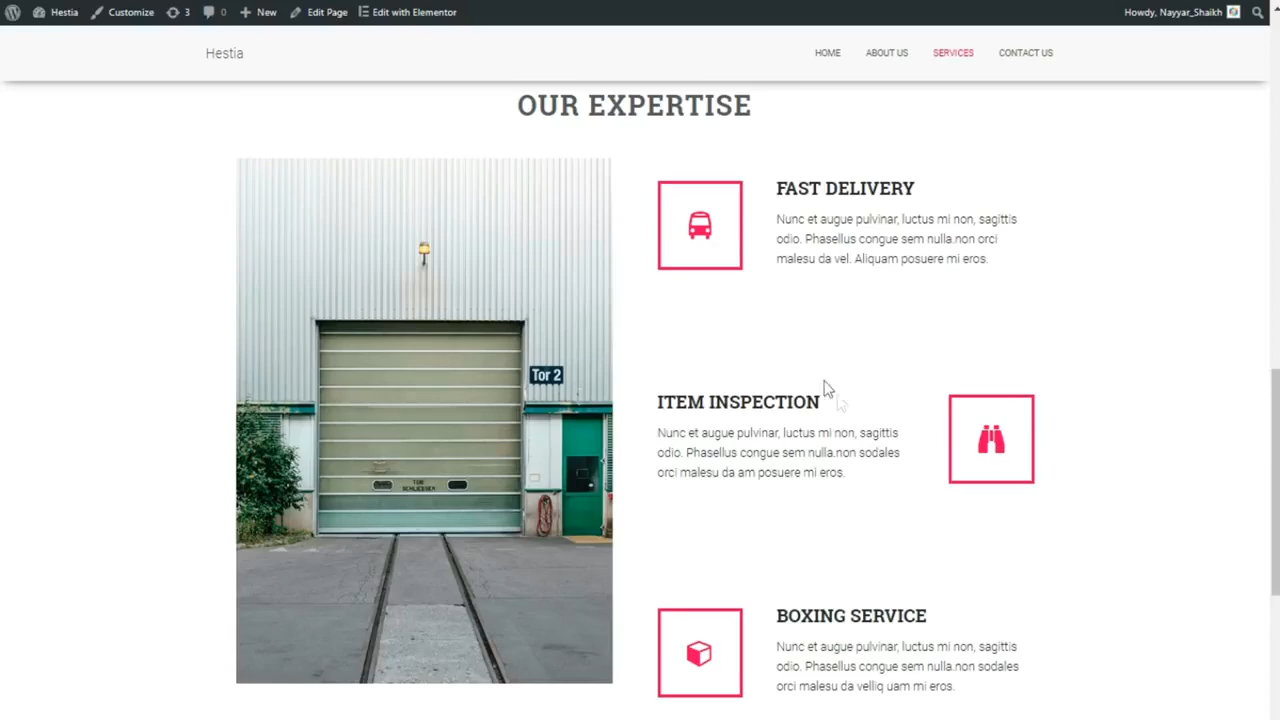 Hestia Customize 3 0 New Edit Page Edit with Elementor Howdy, Nayyar_Shaikh
Hestia HOME ABOUT US SERVICES CONTACT US
OUR EXPERTISE
Tor 2
TOR
SCHLIESSEN
FAST DELIVERY
Nunc et augue pulvinar, luctus mi non, sagittis
odio. Phasellus congue sem nulla.non orci
malesu da vel. Aliquam posuere mi eros.
ITEM INSPECTION
Nunc et augue pulvinar, luctus mi non, sagittis
odio. Phasellus congue sem nulla.non sodales
orci malesu da am posuere mi eros.
BOXING SERVICE
Nunc et augue pulvinar, luctus mi non, sagittis
odio. Phasellus congue sem nulla.non sodales
orci malesu da velliq uam mi eros.